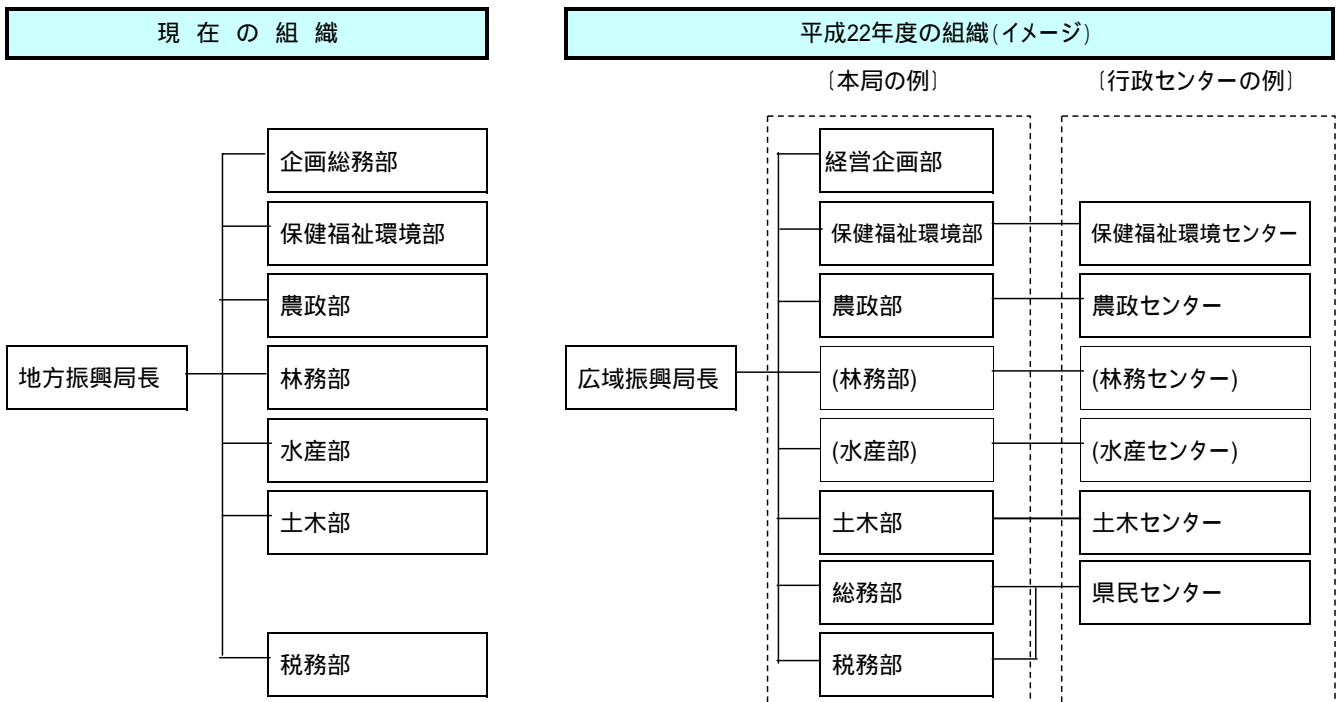 現 在 の 組 織
地方振興局長
企画総務部
保健福祉環境部
農政部
林務部
水産部
土木部
税務部
平成22年度の組織(イメージ)
〔本局の例〕
〔行政センターの例〕
広域振興局長
経営企画部
保健福祉環境部
保健福祉環境センター
農政部
農政センター
(林務部)
(林務センター)
(水産部)
(水産センター)
土木部
土木センター
総務部
県民センター
税務部